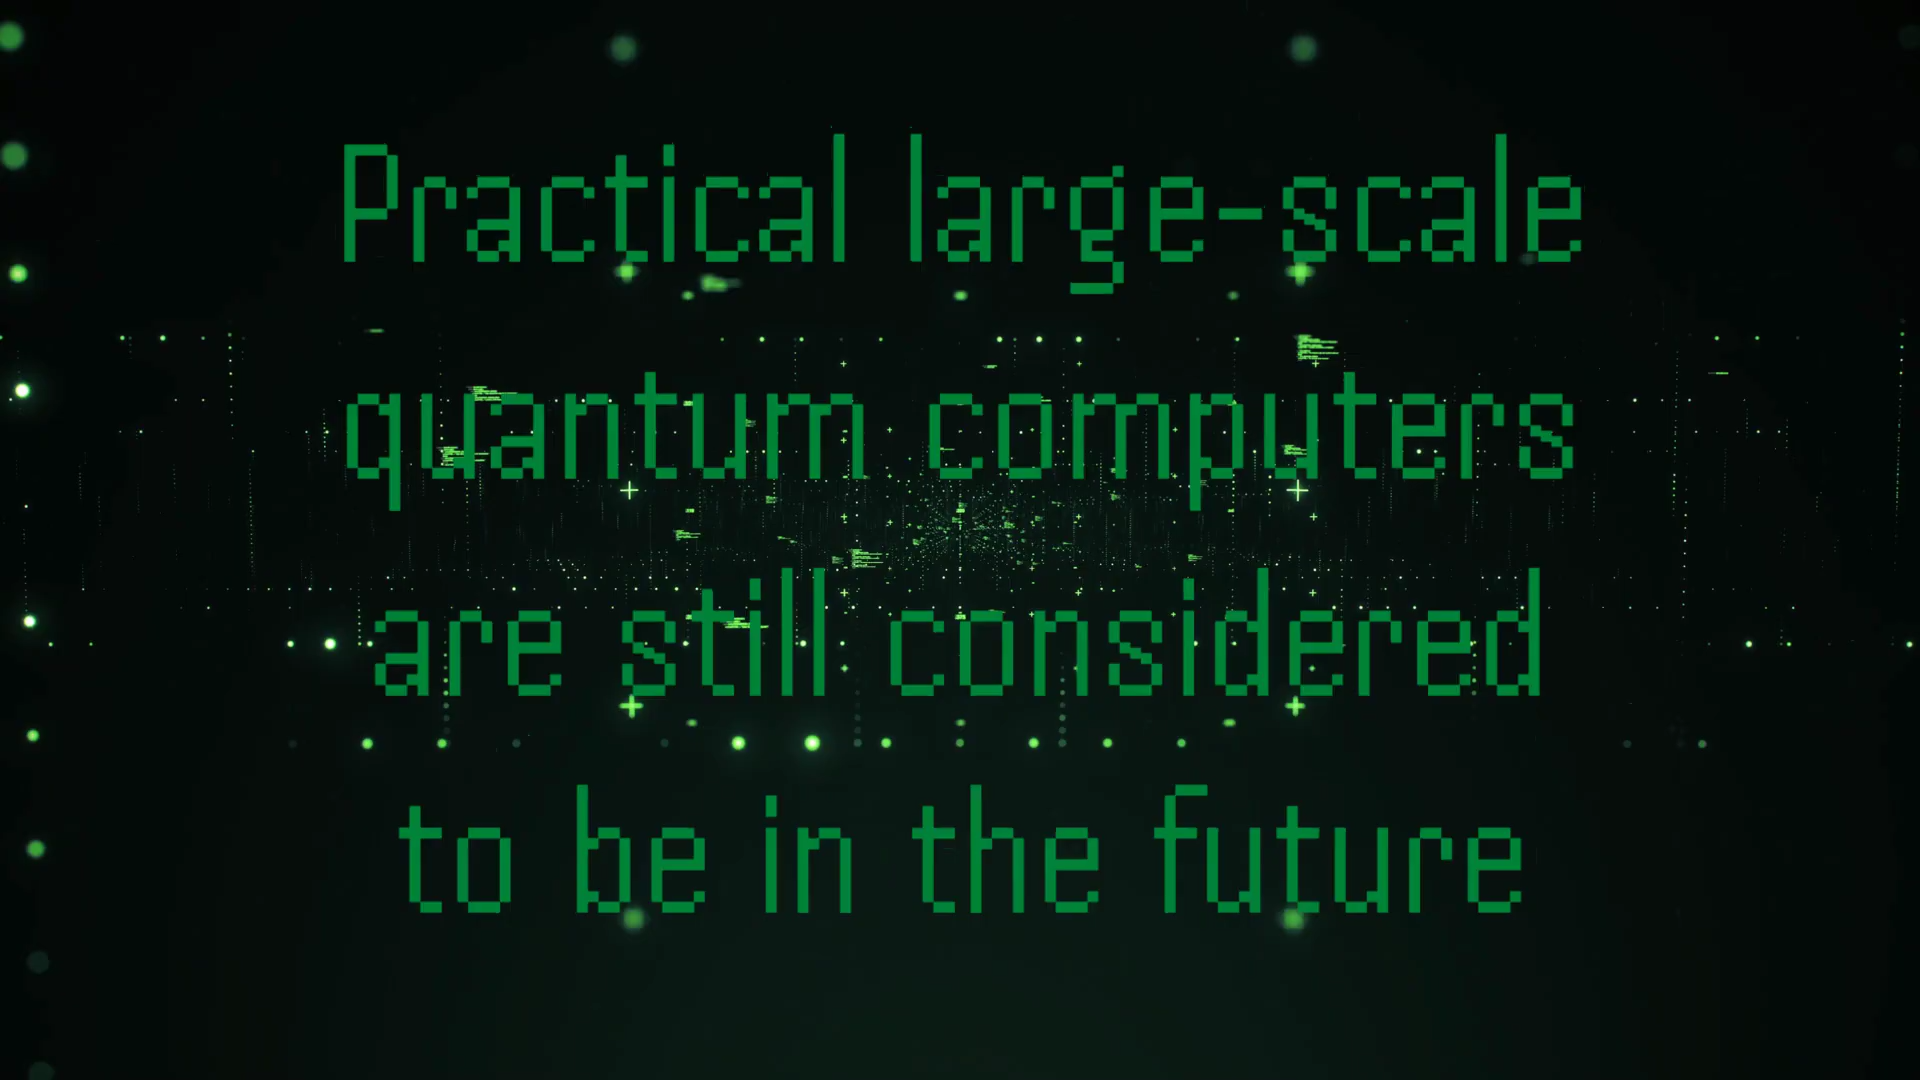 Practical large-scale
quantum computers
are still considered
to be in the future